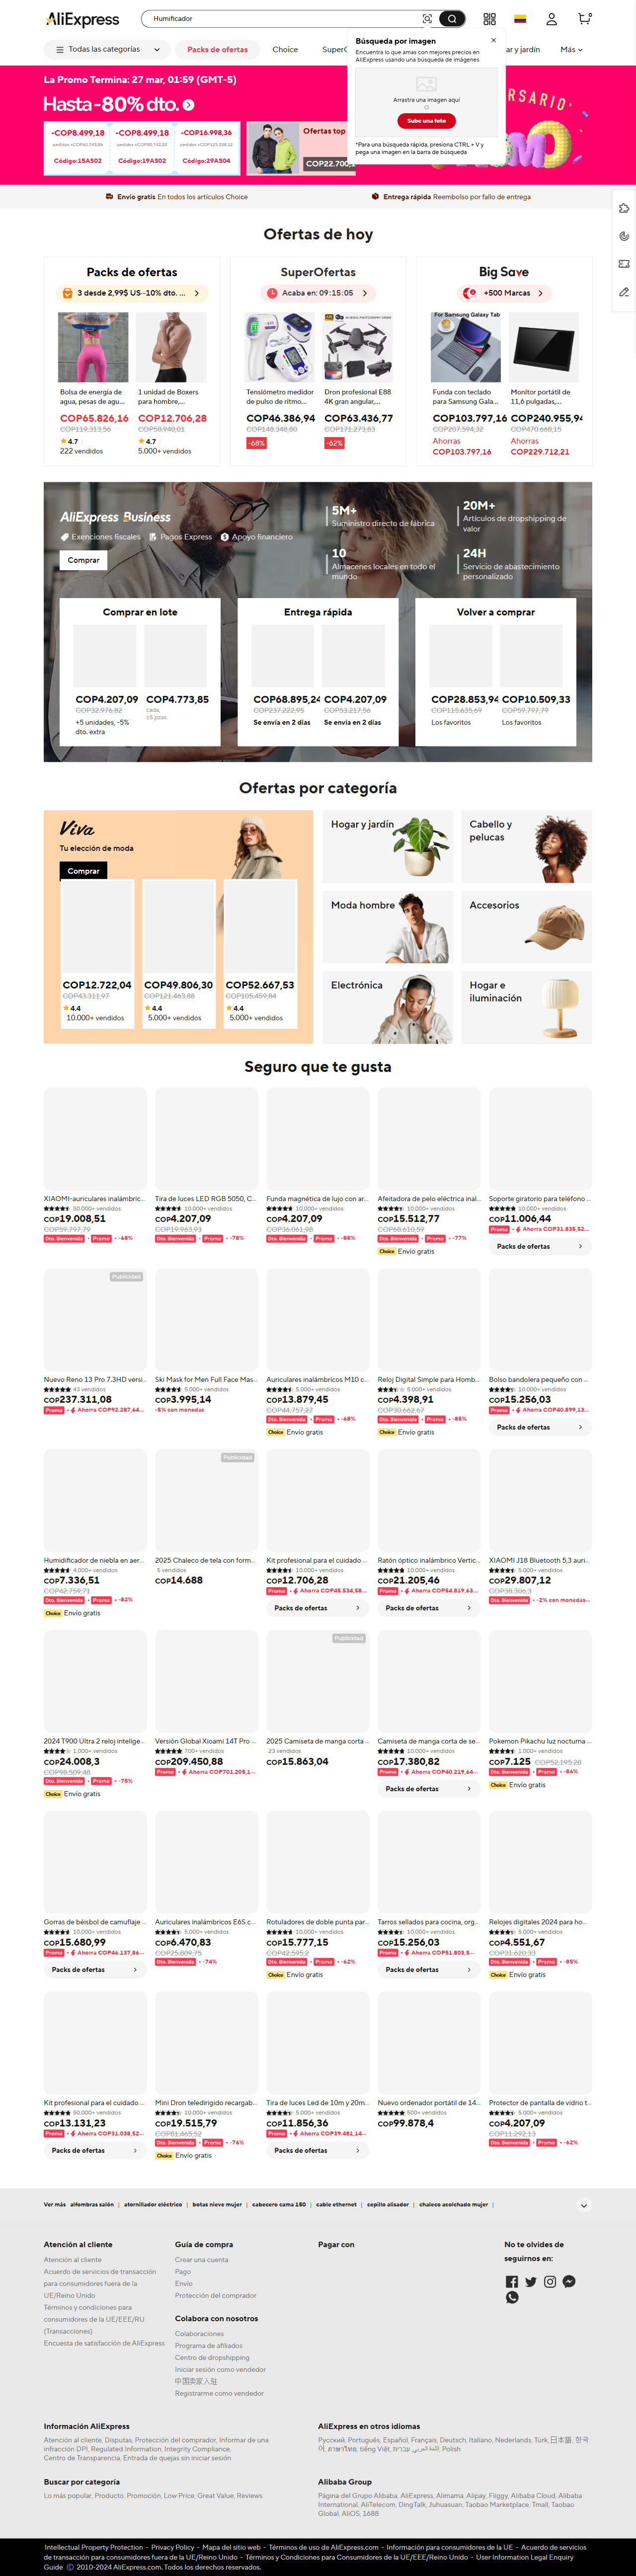 AliExpress
Humificador
Todas las categorías
Packs de ofertas
Choice
Más
Búsqueda por imagen
Encuentra lo que amas con mejores precios en
AliExpress usando una búsqueda de imágenes
Arrastra una imagen aquí
O
Sube una foto
*Para una búsqueda rápida, presiona CTRL + V y
pega una imagen en la barra de búsqueda
La Promo Termina: 27 mar, 01:59 (GMT-5)
Hasta -80% dto.
-COP8.499,18
-COP8.499,18
-COP16.998,36
Código:15AS02
Código:19AS02
Código:29AS04
Ofertas top
Envío gratis En todos los artículos Choice
Entrega rápida Reembolso por fallo de entrega
Ofertas de hoy
Packs de ofertas
3 desde 2,99$ US--10% dto. ...
Bolsa de energía de
agua, pesas de agu...
COP65.826,16
COP119.313,56
4.7
222 vendidos
1 unidad de Boxers
para hombre,...
COP12.706,28
COP58.940,01
4.7
5.000+ vendidos
SuperOfertas
Acaba en: 09:15:05
Tensiómetro medidor
de pulso de ritmo...
COP46.386,94
COP148.348,80
-68%
Dron profesional E88
4K gran angular,...
COP63.436,77
COP171.273,83
-62%
Big Save
+500 Marcas
For Samsung Galaxy Tab
Funda con teclado
para Samsung Gala...
COP103.797,16
COP207.594,32
Ahorras
COP103.797,16
Monitor portátil de
11,6 pulgadas,...
COP240.955,94
COP470.668,15
Ahorras
COP229.712,21
AliExpress Business
Exenciones fiscales
Pagos Express
Apoyo financiero
Comprar
5M+
Suministro directo de fábrica
20M+
Artículos de dropshipping de
valor
10
Almacenes locales en todo el
mundo
24H
Servicio de abastecimiento
personalizado
Comprar en lote
COP4.207,09
COP32.976,82
+5 unidades, -5%
dto. extra
COP4.773,85
cada,
≥5 pzas.
Entrega rápida
COP68.895,24
COP237.222,95
Se envía en 2 días
COP4.207,09
COP53.217,56
Se envía en 2 días
Volver a comprar
COP28.853,94
COP115.635,69
Los favoritos
COP10.509,33
COP59.797,79
Los favoritos
Ofertas por categoría
Viva
Tu elección de moda
Comprar
COP12.722,04
COP43.311,97
4.4
10.000+ vendidos
COP49.806,30
COP121.463,88
4.4
5.000+ vendidos
COP52.667,53
COP105.459,84
4.4
5.000+ vendidos
Hogar y jardín
Cabello y
pelucas
Moda hombre
Accesorios
Electrónica
Hogar e
iluminación
Seguro que te gusta
XIAOMI-auriculares inalámbric...
50.000+ vendidos
COP19.008,51
COP59.797,79
Dto. Bienvenida Promo -68%
Tira de luces LED RGB 5050, C...
10.000+ vendidos
COP4.207,09
COP19.963,93
Dto. Bienvenida Promo -78%
Funda magnética de lujo con ar...
10.000+ vendidos
COP4.207,09
COP36.061,98
Dto. Bienvenida Promo -88%
Afeitadora de pelo eléctrica inal...
10.000+ vendidos
COP15.512,77
COP68.610,59
Dto. Bienvenida Promo -77%
Choice Envío gratis
Soporte giratorio para teléfono ...
10.000+ vendidos
COP11.006,44
Promo Ahorra COP31.835,52...
Packs de ofertas
Publicidad
Nuevo Reno 13 Pro 7.3HD versi...
43 vendidos
COP237.311,08
Promo Ahorra COP92.287,64...
Ski Mask for Men Full Face Mas...
5.000+ vendidos
COP3.995,14
-5% con monedas
Auriculares inalámbricos M10 c...
5.000+ vendidos
COP13.879,45
COP44.757,27
Dto. Bienvenida Promo -68%
Choice Envío gratis
Reloj Digital Simple para Homb...
5.000+ vendidos
COP4.398,91
COP30.662,67
Dto. Bienvenida Promo -85%
Choice Envío gratis
Bolso bandolera pequeño con ...
10.000+ vendidos
COP15.256,03
Promo Ahorra COP40.899,13...
Packs de ofertas
Humidificador de niebla en aer...
4.000+ vendidos
COP7.336,51
COP42.759,71
Dto. Bienvenida Promo -82%
Choice Envío gratis
Publicidad
2025 Chaleco de tela con form...
5 vendidos
COP14.688
Kit profesional para el cuidado ...
10.000+ vendidos
COP12.706,28
Promo Ahorra COP45.534,58...
Packs de ofertas
Ratón óptico inalámbrico Vertic...
10.000+ vendidos
COP21.205,46
Promo Ahorra COP54.819,63...
Packs de ofertas
XIAOMI J18 Bluetooth 5,3 auri...
5.000+ vendidos
COP29.807,12
COP38.306,3
Dto. Bienvenida -2% con monedas...
2024 T900 Ultra 2 reloj intelige...
1.000+ vendidos
COP24.008,3
COP98.509,48
Dto. Bienvenida Promo -75%
Choice Envío gratis
Versión Global Xioami 14T Pro ...
700+ vendidos
COP209.450,88
Promo Ahorra COP701.205,1...
Publicidad
2025 Camiseta de manga corta ...
23 vendidos
COP15.863,04
Camiseta de manga corta de se...
10.000+ vendidos
COP17.380,82
Promo Ahorra COP40.219,64...
Packs de ofertas
Pokemon Pikachu luz nocturna ...
1.000+ vendidos
COP7.125 COP52.195,28
Dto. Bienvenida Promo -86%
Choice Envío gratis
Gorras de béisbol de camuflaje ...
10.000+ vendidos
COP15.680,99
Promo Ahorra COP46.137,86...
Packs de ofertas
Auriculares inalámbricos E6S c...
5.000+ vendidos
COP6.470,83
COP25.809,75
Dto. Bienvenida -74%
Rotuladores de doble punta par...
10.000+ vendidos
COP15.777,15
COP42.595,2
Dto. Bienvenida Promo -62%
Choice Envío gratis
Tarros sellados para cocina, org...
10.000+ vendidos
COP15.256,03
Promo Ahorra COP51.803,5...
Packs de ofertas
Relojes digitales 2024 para ho...
5.000+ vendidos
COP4.551,67
COP31.620,33
Dto. Bienvenida Promo -85%
Choice Envío gratis
Kit profesional para el cuidado ...
50.000+ vendidos
COP13.131,23
Promo Ahorra COP31.038,52...
Packs de ofertas
Mini Dron teledirigido recargab...
10.000+ vendidos
COP19.515,79
COP81.465,52
Dto. Bienvenida Promo -76%
Choice Envío gratis
Tira de luces Led de 10m y 20m...
5.000+ vendidos
COP11.856,36
Promo Ahorra COP39.481,14...
Packs de ofertas
Nuevo ordenador portátil de 14...
500+ vendidos
COP99.878,4
Protector de pantalla de vidrio t...
5.000+ vendidos
COP4.207,09
COP11.292,13
Dto. Bienvenida Promo -62%
Ver más alfombras salón | atornillador eléctrico | botas nieve mujer | cabecero cama 150 | cable ethernet | cepillo alisador | chaleco acolchado mujer |
Atención al cliente
Atención al cliente
Acuerdo de servicios de transacción
para consumidores fuera de la
UE/Reino Unido
Términos y condiciones para
consumidores de la UE/EEE/RU
(Transacciones)
Encuesta de satisfacción de AliExpress
Guía de compra
Crear una cuenta
Pago
Envío
Protección del comprador
Colabora con nosotros
Colaboraciones
Programa de afiliados
Centro de dropshipping
Iniciar sesión como vendedor
中国卖家入驻
Registrarme como vendedor
Pagar con
No te olvides de
seguirnos en:
Información AliExpress
Atención al cliente, Disputas, Protección del comprador, Informar de una
infracción DPI, Regulated Information, Integrity Compliance,
Centro de Transparencia, Entrada de quejas sin iniciar sesión
AliExpress en otros idiomas
Русский, Português, Español, Français, Deutsch, Italiano, Nederlands, Türk, 日本語, 한국
어, ภาษาไทย, tiếng Việt, اللغة العربية, עברית, Polish
Buscar por categoría
Lo más popular, Producto, Promoción, Low Price, Great Value, Reviews
Alibaba Group
Página del Grupo Alibaba, AliExpress, Alimama, Alipay, Fliggy, Alibaba Cloud, Alibaba
International, AliTelecom, DingTalk, Juhuasuan, Taobao Marketplace, Tmall, Taobao
Global, AliOS, 1688
Intellectual Property Protection - Privacy Policy - Mapa del sitio web - Términos de uso de AliExpress.com - Información para consumidores de la UE - Acuerdo de servicios
de transacción para consumidores fuera de la UE/Reino Unido - Términos y Condiciones para Consumidores de la UE/EEE/Reino Unido - User Information Legal Enquiry
Guide © 2010-2024 AliExpress.com. Todos los derechos reservados.